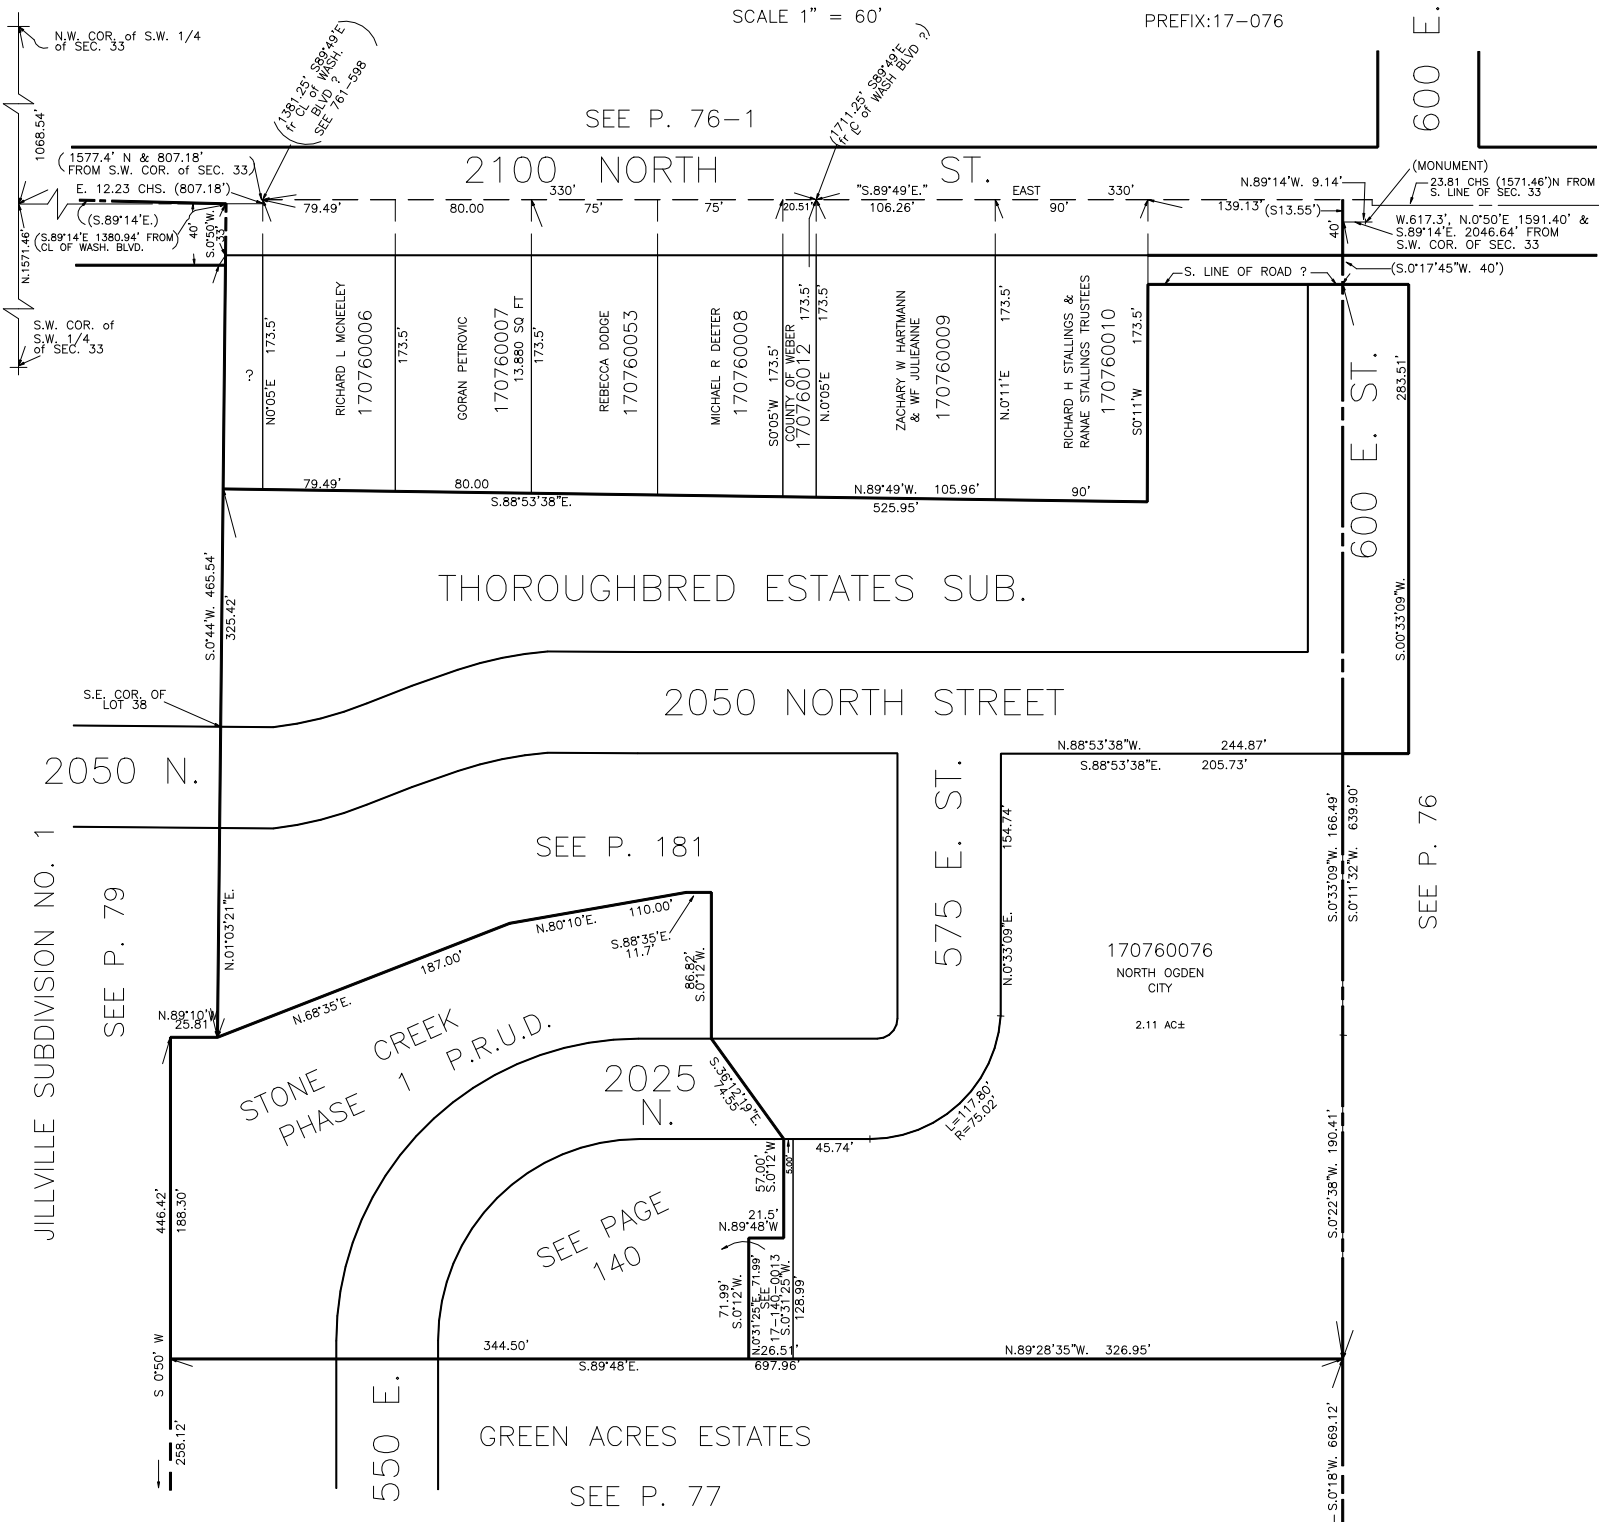 SCALE 1" = 60'
PREFIX:17-076
600 E.
N.W. COR. of S.W. 1/4
of SEC. 33
1068.54'
(1381.25' S89°49'E
fr CL of WASH.
BLVD ?
SEE 761-598
(1711.25' S89°49'E
fr LC of WASH BLVD ?)
SEE P. 76-1
2100 NORTH ST.
(1577.4' N & 807.18'
FROM S.W. COR. of SEC. 33)
E. 12.23 CHS. (807.18')
(S.89°14'E.)
(S.89°14'E 1380.94' FROM
CL OF WASH. BLVD.
40'
S.0°50'W.
33'
N.1571.46'
S.W. COR. of
S.W. 1/4
of SEC. 33
330'
79.49'
80.00
75'
75'
20.51'
"S.89°49'E."
106.26'
EAST
330'
90'
139.13'
(S13.55')
N.89°14'W. 9.14'
(MONUMENT)
23.81 CHS (1571.46')N FROM
S. LINE OF SEC. 33
W.617.3', N.0°50'E 1591.40' &
S.89°14'E. 2046.64' FROM
S.W. COR. OF SEC. 33
40'
(S.0°17'45"W. 40')
S. LINE OF ROAD ?
?
N0°05'E 173.5'
RICHARD L MCNEELEY
170760006
173.5'
GORAN PETROVIC
170760007
13.880 SQ FT
173.5'
REBECCA DODGE
170760053
MICHAEL R DEETER
170760008
S0°05'W 173.5'
COUNTY OF WEBER
170760012
173.5'
N.0°05'E
173.5'
ZACHARY W HARTMANN
& WF JULIEANNE
170760009
N.0°11'E
173.5'
RICHARD H STALLINGS &
RANAE STALLINGS TRUSTEES
170760010
S0°11'W
173.5'
600 E. ST.
283.51'
S.00°33'09"W.
79.49'
80.00
S.88°53'38"E.
N.89°49'W. 105.96'
525.95'
90'
THOROUGHBRED ESTATES SUB.
S.0°44'W. 465.54'
325.42'
S.E. COR. OF
LOT 38
2050 NORTH STREET
2050 N.
N.88°53'38"W. 244.87'
S.88°53'38"E. 205.73'
575 E. ST.
154.74'
N.0°33'09"E.
S.0°33'09"W. 166.49'
S.0°11'32"W. 639.90'
SEE P. 76
JILLVILLE SUBDIVISION NO. 1
SEE P. 79
SEE P. 181
N.01°03'21"E.
N.89°10'W
25.81'
N.68°35'E.
187.00'
N.80°10'E.
110.00'
S.88°35'E.
11.7'
86.82'
S.0°12'W.
170760076
NORTH OGDEN
CITY
2.11 AC±
STONE CREEK
PHASE 1 P.R.U.D.
2025
N.
S.36°12'19"E.
74.55'
L=117.80'
R=75.02'
45.74'
57.00'
S.0°12'W
5.00'
21.5'
N.89°48'W
SEE PAGE
140
71.99'
S.0°12'W.
N.0°31'25"E. 71.99'
SEE
17-140-0013
S.0°31'25"W.
128.99'
26.51'
446.42'
188.30'
S 0°50' W
258.12'
344.50'
S.89°48'E.
697.96'
N.89°28'35"W. 326.95'
S.0°22'38"W. 190.41'
S.0°18'W. 669.12'
550 E.
GREEN ACRES ESTATES
SEE P. 77